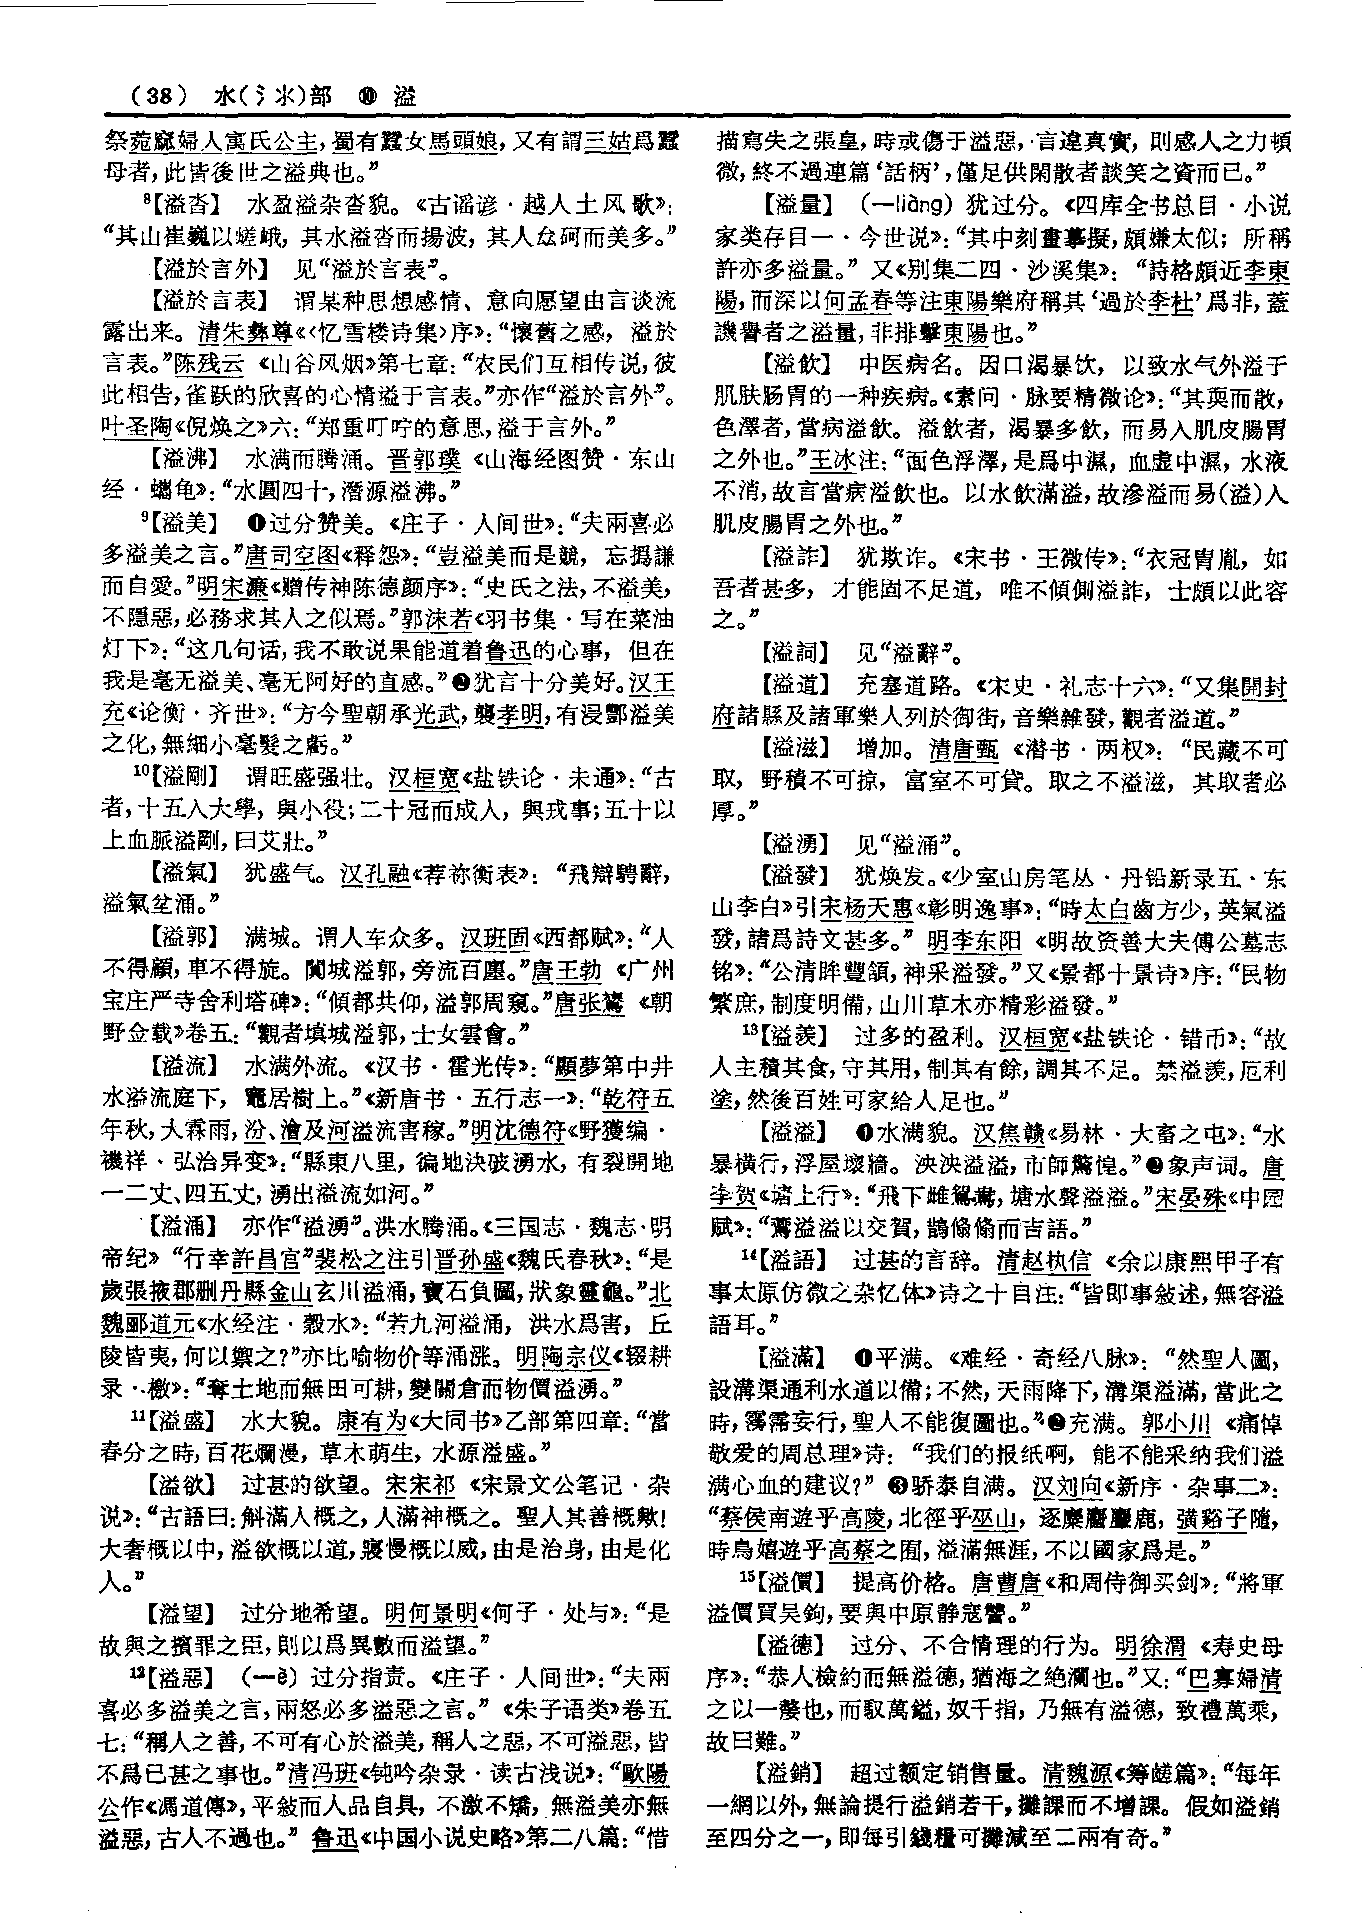 (38) 水(氵氺)部 ❿ 溢
祭菀窳婦人寓氏公主，蜀有蠶女馬頭娘，又有謂三姑爲蠶
母者，此皆後世之溢典也。”
⁸【溢沓】 水盈溢杂沓貌。《古谣谚·越人土风歌》：
“其山崔巍以嵯峨，其水溢沓而揚波，其人厽砢而美多。”
【溢於言外】 见“溢於言表”。
【溢於言表】 谓某种思想感情、意向愿望由言谈流
露出来。清朱彝尊《〈忆雪楼诗集〉序》：“懷舊之感，溢於
言表。”陈残云《山谷风烟》第七章：“农民们互相传说，彼
此相告，雀跃的欣喜的心情溢于言表。”亦作“溢於言外”。
叶圣陶《倪焕之》六：“郑重叮咛的意思，溢于言外。”
【溢沸】 水满而腾涌。晋郭璞《山海经图赞·东山
经·蠵龟》：“水圓四十，潛源溢沸。”
⁹【溢美】 ❶过分赞美。《庄子·人间世》：“夫兩喜必
多溢美之言。”唐司空图《释怨》：“豈溢美而是競，忘撝謙
而自愛。”明宋濂《赠传神陈德颜序》：“史氏之法，不溢美，
不隱惡，必務求其人之似焉。”郭沫若《羽书集·写在菜油
灯下》：“这几句话，我不敢说果能道着鲁迅的心事，但在
我是毫无溢美、毫无阿好的直感。”❷犹言十分美好。汉王
充《论衡·齐世》：“方今聖朝承光武，襲孝明，有浸酆溢美
之化，無細小毫髮之虧。”
¹⁰【溢剛】 谓旺盛强壮。汉桓宽《盐铁论·未通》：“古
者，十五入大學，與小役；二十冠而成人，與戎事；五十以
上血脈溢剛，曰艾壯。”
【溢氣】 犹盛气。汉孔融《荐祢衡表》：“飛辯騁辭，
溢氣坌涌。”
【溢郭】 满城。谓人车众多。汉班固《西都赋》：“人
不得顧，車不得旋。闐城溢郭，旁流百廛。”唐王勃《广州
宝庄严寺舍利塔碑》：“傾都共仰，溢郭周窺。”唐张鷟《朝
野佥载》卷五：“觀者填城溢郭，士女雲會。”
【溢流】 水满外流。《汉书·霍光传》：“顯夢第中井
水溢流庭下，竈居樹上。”《新唐书·五行志一》：“乾符五
年秋，大霖雨，汾、澮及河溢流害稼。”明沈德符《野獲编·
禨祥·弘治异变》：“縣東八里，徧地決破湧水，有裂開地
一二丈、四五丈，湧出溢流如河。”
【溢涌】 亦作“溢湧”。洪水腾涌。《三国志·魏志·明
帝纪》“行幸許昌宫”裴松之注引晋孙盛《魏氏春秋》：“是
歲張掖郡删丹縣金山玄川溢涌，寶石負圖，狀象靈龜。”北
魏郦道元《水经注·榖水》：“若九河溢涌，洪水爲害，丘
陵皆夷，何以禦之？”亦比喻物价等涌涨。明陶宗仪《辍耕
录·檄》：“奪土地而無田可耕，變關倉而物價溢湧。”
¹¹【溢盛】 水大貌。康有为《大同书》乙部第四章：“當
春分之時，百花爛漫，草木萌生，水源溢盛。”
【溢欲】 过甚的欲望。宋宋祁《宋景文公笔记·杂
说》：“古語曰：斛滿人概之，人滿神概之。聖人其善概歟！
大奢概以中，溢欲概以道，寖慢概以威，由是治身，由是化
人。”
【溢望】 过分地希望。明何景明《何子·处与》：“是
故與之擯罪之臣，則以爲異數而溢望。”
¹²【溢惡】 （—è）过分指责。《庄子·人间世》：“夫兩
喜必多溢美之言，兩怒必多溢惡之言。”《朱子语类》卷五
七：“稱人之善，不可有心於溢美，稱人之惡，不可溢惡，皆
不爲已甚之事也。”清冯班《钝吟杂录·读古浅说》：“歐陽
公作《馮道傳》，平敍而人品自具，不激不矯，無溢美亦無
溢惡，古人不過也。”鲁迅《中国小说史略》第二八篇：“惜
描寫失之張皇，時或傷于溢惡，言違真實，則感人之力頓
微，終不過連篇‘話柄’，僅足供閑散者談笑之資而已。”
【溢量】 （—liàng）犹过分。《四库全书总目·小说
家类存目一·今世说》：“其中刻畫摹擬，頗嫌太似；所稱
許亦多溢量。”又《别集二四·沙溪集》：“詩格頗近李東
陽，而深以何孟春等注東陽樂府稱其‘過於李杜’爲非，蓋
譏譽者之溢量，非排擊東陽也。”
【溢飲】 中医病名。因口渴暴饮，以致水气外溢于
肌肤肠胃的一种疾病。《素问·脉要精微论》：“其耎而散，
色澤者，當病溢飲。溢飲者，渴暴多飲，而易入肌皮腸胃
之外也。”王冰注：“面色浮澤，是爲中濕，血虚中濕，水液
不消，故言當病溢飲也。以水飲滿溢，故滲溢而易（溢）入
肌皮腸胃之外也。”
【溢詐】 犹欺诈。《宋书·王微传》：“衣冠胄胤，如
吾者甚多，才能固不足道，唯不傾側溢詐，士頗以此容
之。”
【溢詞】 见“溢辭”。
【溢道】 充塞道路。《宋史·礼志十六》：“又集開封
府諸縣及諸軍樂人列於御街，音樂雜發，觀者溢道。”
【溢滋】 增加。清唐甄《潜书·两权》：“民藏不可
取，野積不可掠，富室不可貸。取之不溢滋，其取者必
厚。”
【溢湧】 见“溢涌”。
【溢發】 犹焕发。《少室山房笔丛·丹铅新录五·东
山李白》引宋杨天惠《彰明逸事》：“時太白齒方少，英氣溢
發，諸爲詩文甚多。”明李东阳《明故资善大夫傅公墓志
铭》：“公清眸豐頷，神采溢發。”又《景都十景诗》序：“民物
繁庶，制度明備，山川草木亦精彩溢發。”
¹³【溢羡】 过多的盈利。汉桓宽《盐铁论·错币》：“故
人主積其食，守其用，制其有餘，調其不足。禁溢羨，厄利
塗，然後百姓可家給人足也。”
【溢溢】 ❶水满貌。汉焦赣《易林·大畜之屯》：“水
暴橫行，浮屋壞牆。泱泱溢溢，市師驚惶。”❷象声词。唐
李贺《塘上行》：“飛下雌鴛鴦，塘水聲溢溢。”宋晏殊《中园
赋》：“鶯溢溢以交賀，鵲翛翛而吉語。”
¹⁴【溢語】 过甚的言辞。清赵执信《余以康熙甲子有
事太原仿微之杂忆体》诗之十自注：“皆即事敍述，無容溢
語耳。”
【溢滿】 ❶平满。《难经·奇经八脉》：“然聖人圖，
設溝渠通利水道以備；不然，天雨降下，溝渠溢滿，當此之
時，霶霈妄行，聖人不能復圖也。”❷充满。郭小川《痛悼
敬爱的周总理》诗：“我们的报纸啊，能不能采纳我们溢
满心血的建议？”❸骄泰自满。汉刘向《新序·杂事二》：
“蔡侯南遊乎高陵，北徑乎巫山，逐麋麕麞鹿，彉谿子隨，
時鳥嬉遊乎高蔡之囿，溢滿無涯，不以國家爲是。”
¹⁵【溢價】 提高价格。唐曹唐《和周侍御买剑》：“將軍
溢價買吴鉤，要與中原静寇讐。”
【溢德】 过分、不合情理的行为。明徐渭《寿史母
序》：“恭人檢約而無溢德，猶海之絶瀾也。”又：“巴寡婦清
之以一嫠也，而馭萬鎰，奴千指，乃無有溢德，致禮萬乘，
故曰難。”
【溢銷】 超过额定销售量。清魏源《筹鹾篇》：“每年
一綱以外，無論提行溢銷若干，攤課而不增課。假如溢銷
至四分之一，即每引錢糧可攤減至二兩有奇。”